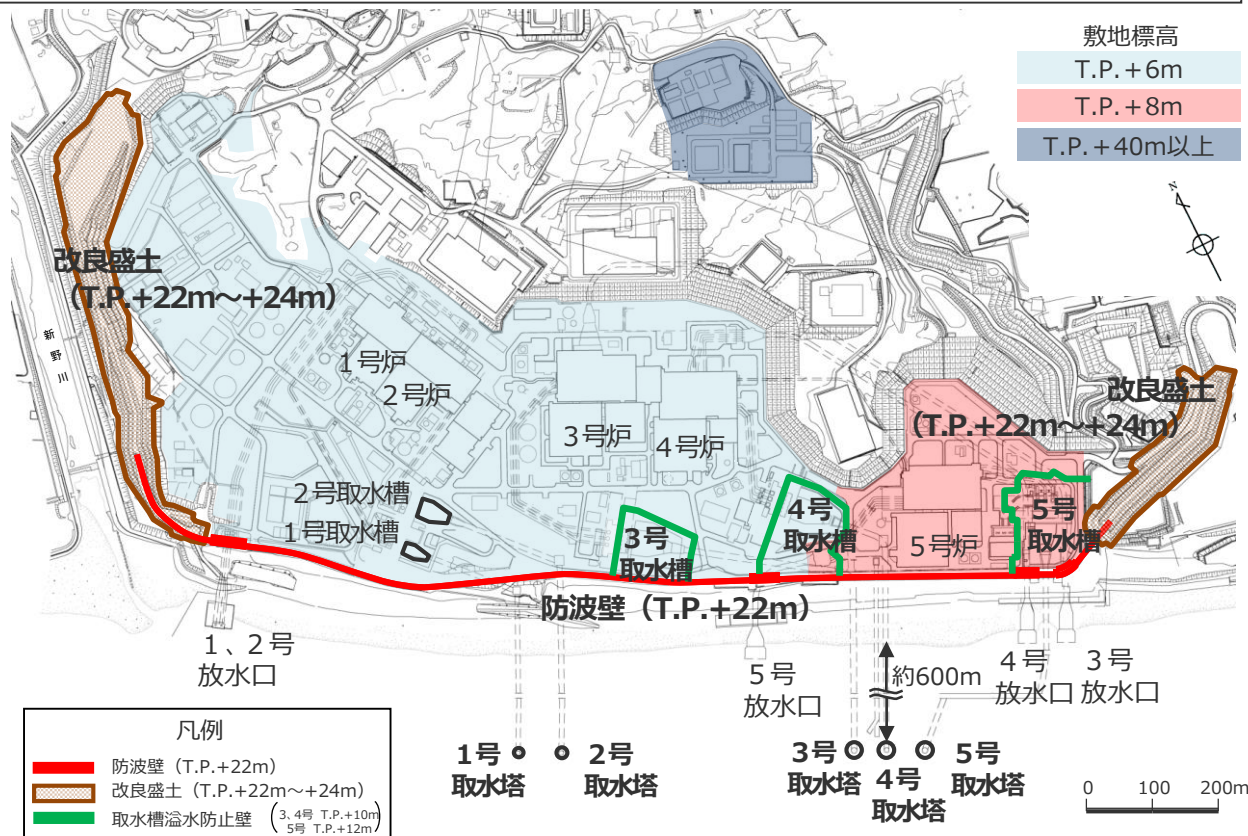 敷地標高
T.P.+6m
T.P.+8m
T.P.+40m以上
N
改良盛土
(T.P.+22m~+24m)
新野川
1号炉
2号炉
3号炉
4号炉
改良盛土
(T.P.+22m~+24m)
2号取水槽
1号取水槽
3号
取水槽
4号
取水槽
5号炉
5号
取水槽
防波壁(T.P.+22m)
1、2号
放水口
5号
放水口
約600m
4号
放水口
3号
放水口
1号
取水塔
2号
取水塔
3号
取水塔
4号
取水塔
5号
取水塔
凡例
防波壁(T.P.+22m)
改良盛土(T.P.+22m~+24m)
取水槽溢水防止壁(3、4号 T.P.+10m
5号 T.P.+12m)
0 100 200m